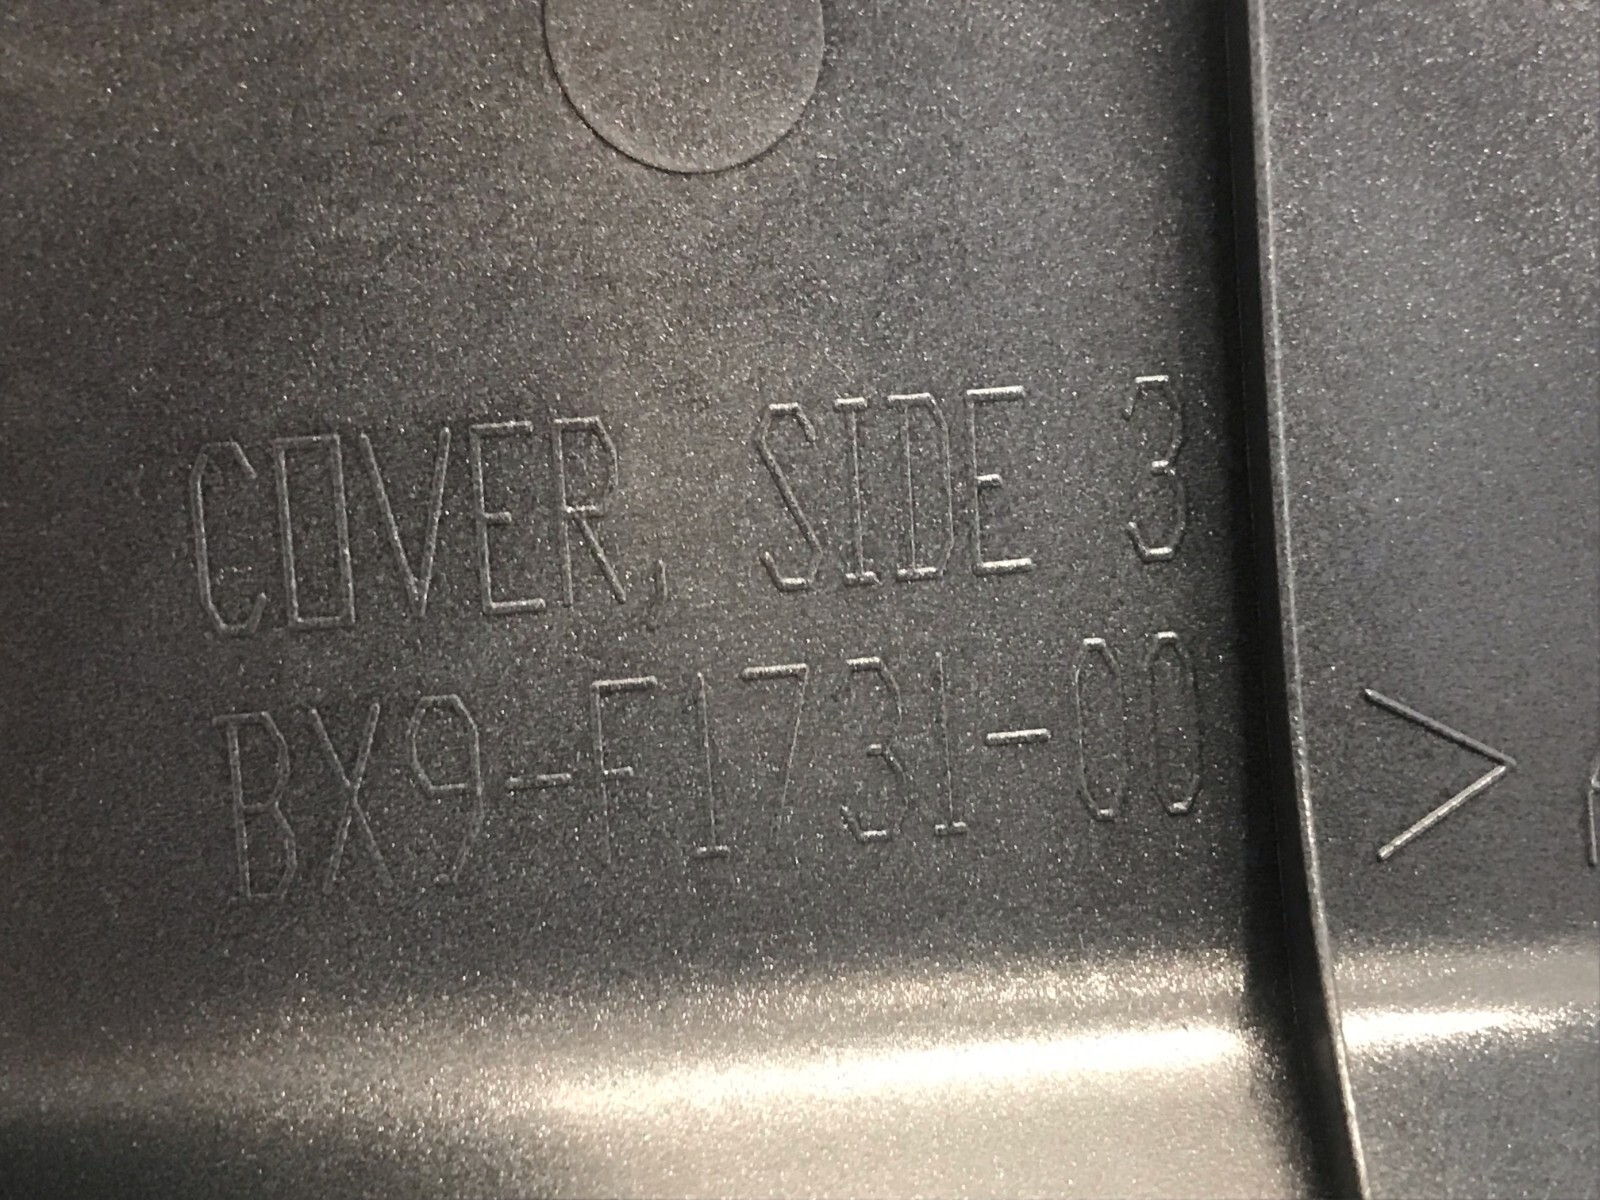 COVER, SIDE 3
BX9-F1731-00
>